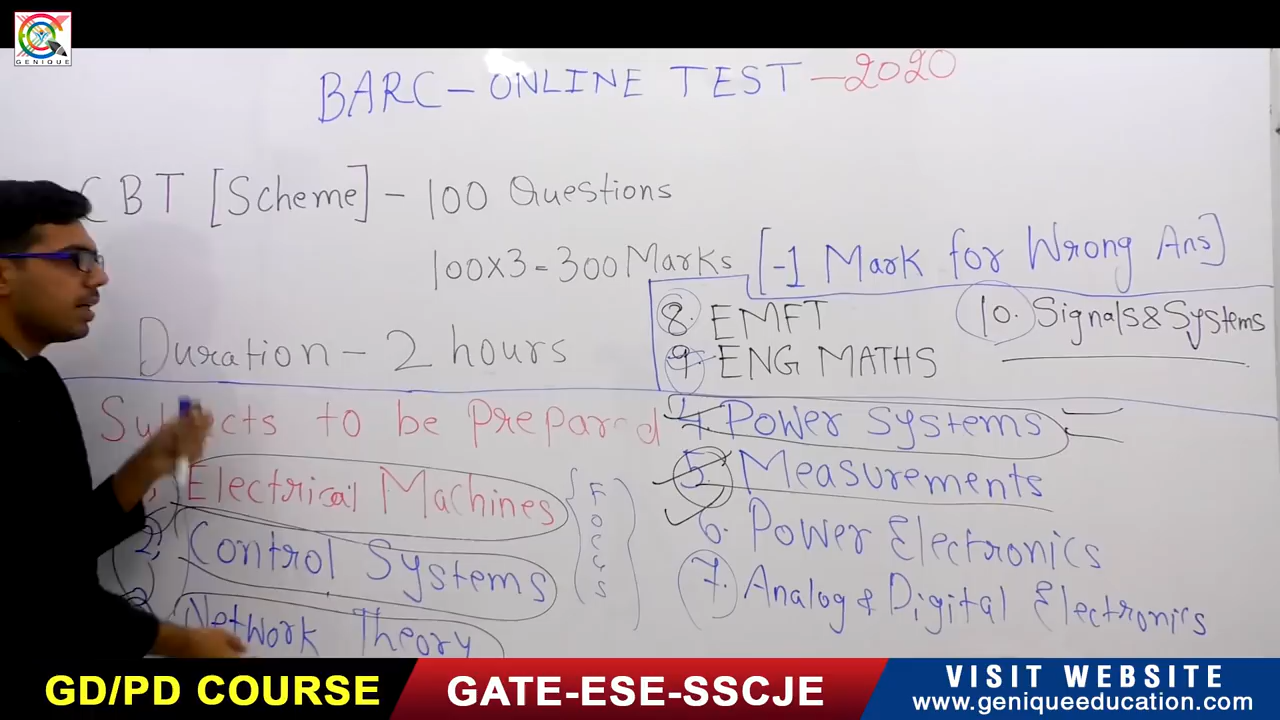 GENIQUE
BARC - ONLINE TEST - 2020
CBT [Scheme] - 100 Questions
100x3 = 300 Marks [-1 Mark for Wrong Ans]
Duration - 2 hours
8. EMFT
9. ENG MATHS
10. Signals & Systems
Subjects to be Prepared
Electrical Machines
2, Control Systems
Network Theory
FOCUS
4. Power Systems
5. Measurements
6. Power Electronics
7. Analog & Digital Electronics
GD/PD COURSE
GATE-ESE-SSCJE
VISIT WEBSITE
www.geniqueeducation.com